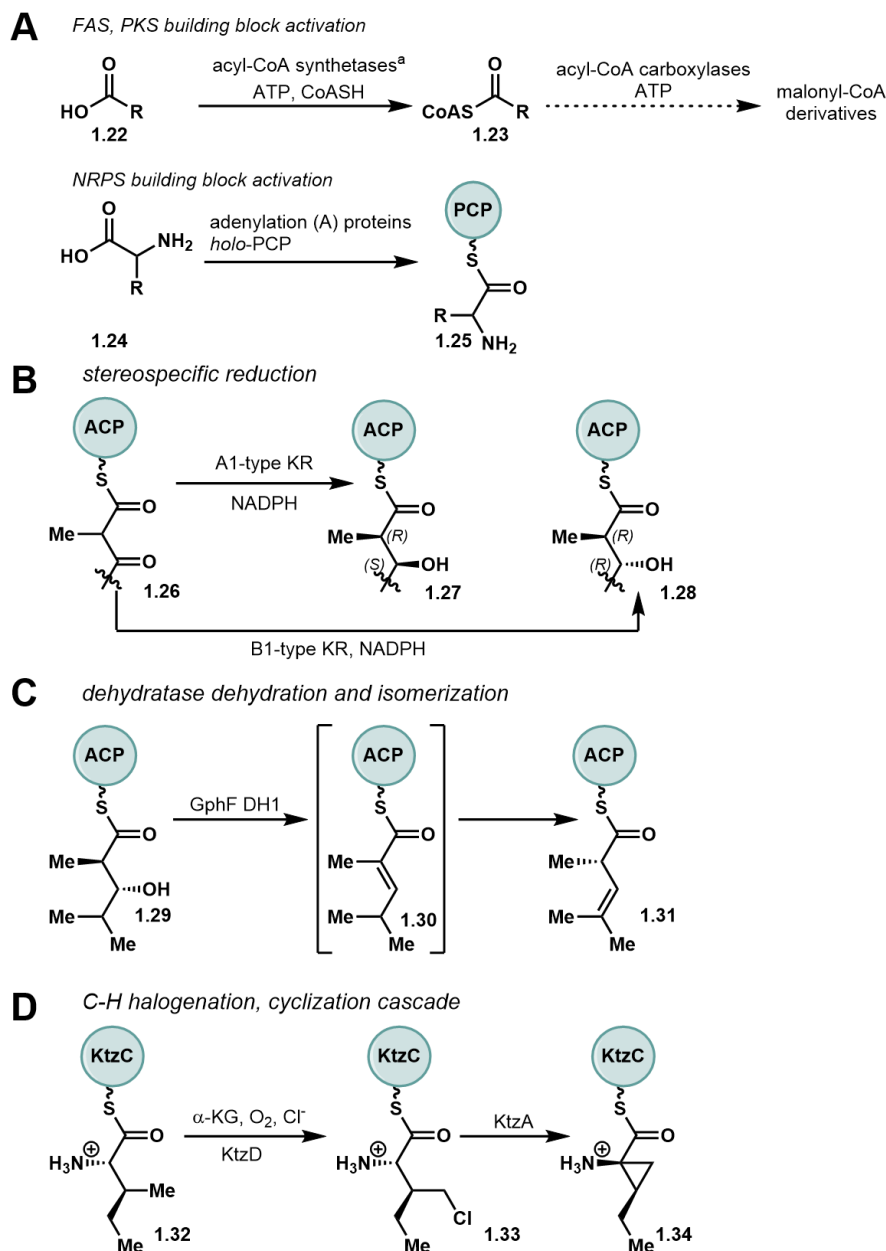 A
FAS, PKS building block activation
O
HO
R
1.22
acyl-CoA synthetasesᵃ
ATP, CoASH
O
CoAS
R
1.23
acyl-CoA carboxylases
ATP
malonyl-CoA
derivatives
NRPS building block activation
O
HO
NH₂
R
1.24
adenylation (A) proteins
holo-PCP
PCP
S
O
R
1.25
NH₂
B
stereospecific reduction
ACP
S
O
Me
O
1.26
A1-type KR
NADPH
ACP
S
O
Me
(R)
(S)
OH
1.27
ACP
S
O
Me
(R)
(R)
OH
1.28
B1-type KR, NADPH
C
dehydratase dehydration and isomerization
ACP
S
O
Me
OH
Me
1.29
Me
GphF DH1
ACP
S
O
Me
Me
1.30
Me
ACP
S
O
Me
Me
1.31
Me
D
C-H halogenation, cyclization cascade
KtzC
S
O
H₃N
⊕
Me
Me
1.32
α-KG, O₂, Cl⁻
KtzD
KtzC
S
O
H₃N
⊕
Cl
Me
1.33
KtzA
KtzC
S
O
H₃N
⊕
Me
1.34